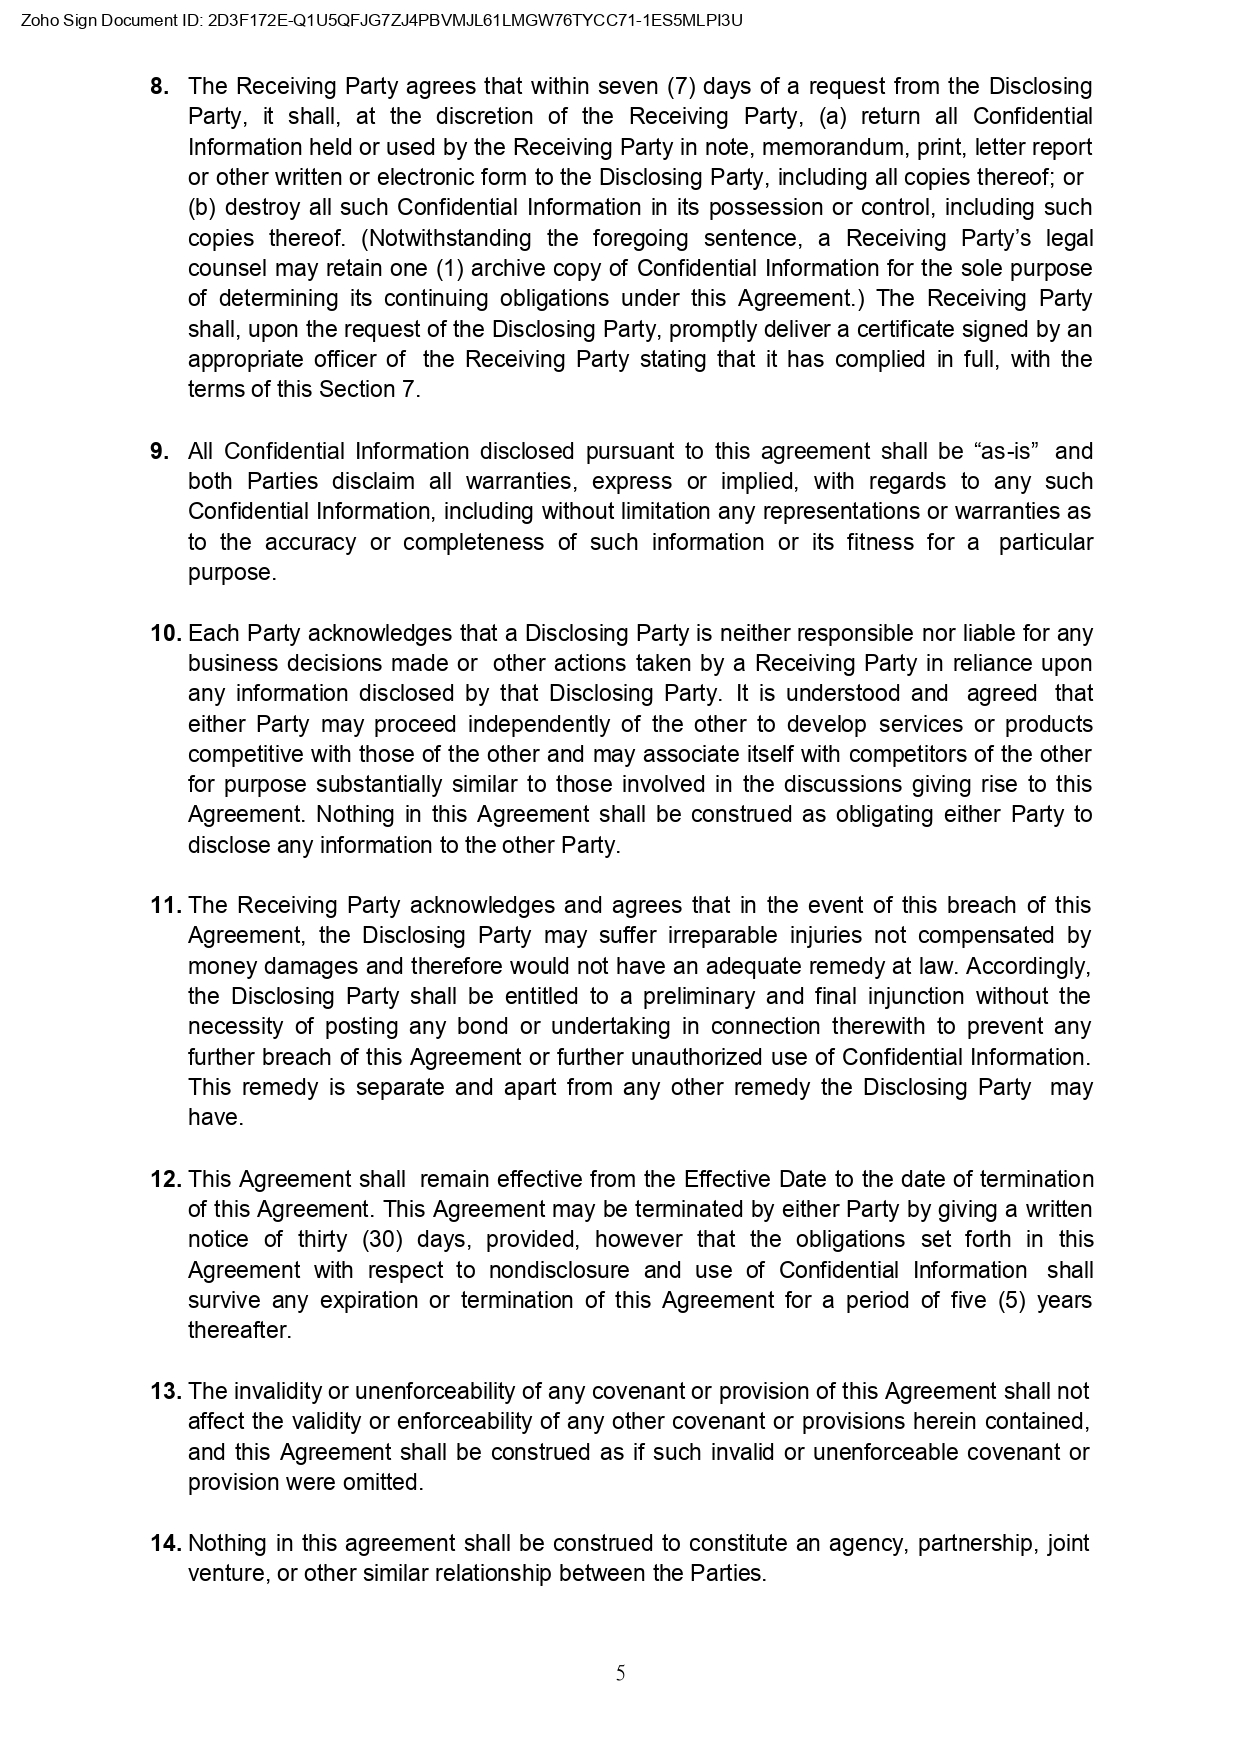 Zoho Sign Document ID: 2D3F172E-Q1U5QFJG7ZJ4PBVMJL61LMGW76TYCC71-1ES5MLPI3U
8. The Receiving Party agrees that within seven (7) days of a request from the Disclosing
Party, it shall, at the discretion of the Receiving Party, (a) return all Confidential
Information held or used by the Receiving Party in note, memorandum, print, letter report
or other written or electronic form to the Disclosing Party, including all copies thereof; or
(b) destroy all such Confidential Information in its possession or control, including such
copies thereof. (Notwithstanding the foregoing sentence, a Receiving Party’s legal
counsel may retain one (1) archive copy of Confidential Information for the sole purpose
of determining its continuing obligations under this Agreement.) The Receiving Party
shall, upon the request of the Disclosing Party, promptly deliver a certificate signed by an
appropriate officer of the Receiving Party stating that it has complied in full, with the
terms of this Section 7.
9. All Confidential Information disclosed pursuant to this agreement shall be “as-is” and
both Parties disclaim all warranties, express or implied, with regards to any such
Confidential Information, including without limitation any representations or warranties as
to the accuracy or completeness of such information or its fitness for a particular
purpose.
10. Each Party acknowledges that a Disclosing Party is neither responsible nor liable for any
business decisions made or other actions taken by a Receiving Party in reliance upon
any information disclosed by that Disclosing Party. It is understood and agreed that
either Party may proceed independently of the other to develop services or products
competitive with those of the other and may associate itself with competitors of the other
for purpose substantially similar to those involved in the discussions giving rise to this
Agreement. Nothing in this Agreement shall be construed as obligating either Party to
disclose any information to the other Party.
11. The Receiving Party acknowledges and agrees that in the event of this breach of this
Agreement, the Disclosing Party may suffer irreparable injuries not compensated by
money damages and therefore would not have an adequate remedy at law. Accordingly,
the Disclosing Party shall be entitled to a preliminary and final injunction without the
necessity of posting any bond or undertaking in connection therewith to prevent any
further breach of this Agreement or further unauthorized use of Confidential Information.
This remedy is separate and apart from any other remedy the Disclosing Party may
have.
12. This Agreement shall remain effective from the Effective Date to the date of termination
of this Agreement. This Agreement may be terminated by either Party by giving a written
notice of thirty (30) days, provided, however that the obligations set forth in this
Agreement with respect to nondisclosure and use of Confidential Information shall
survive any expiration or termination of this Agreement for a period of five (5) years
thereafter.
13. The invalidity or unenforceability of any covenant or provision of this Agreement shall not
affect the validity or enforceability of any other covenant or provisions herein contained,
and this Agreement shall be construed as if such invalid or unenforceable covenant or
provision were omitted.
14. Nothing in this agreement shall be construed to constitute an agency, partnership, joint
venture, or other similar relationship between the Parties.
5